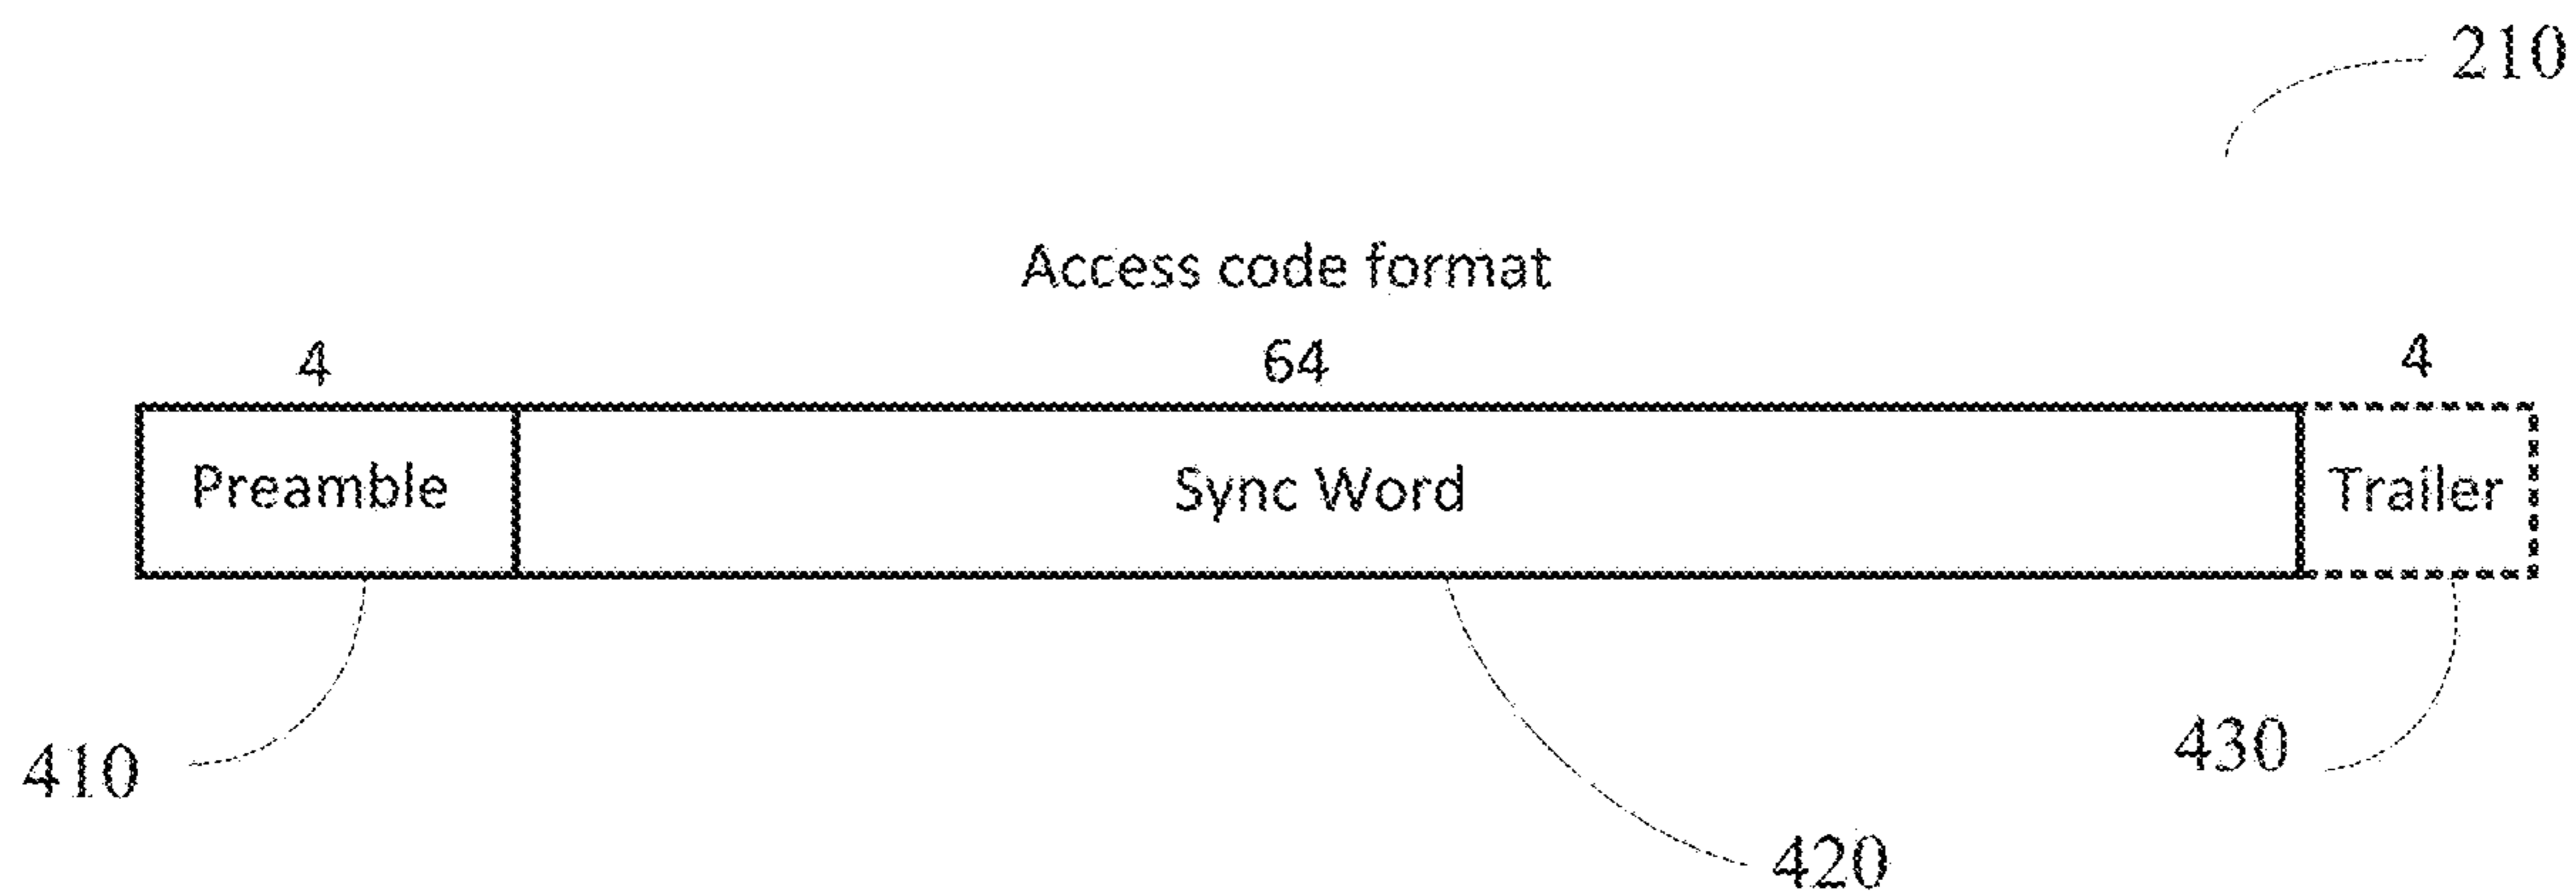 210
Access code format
4 64 4
Preamble Sync Word Trailer
410 420 430